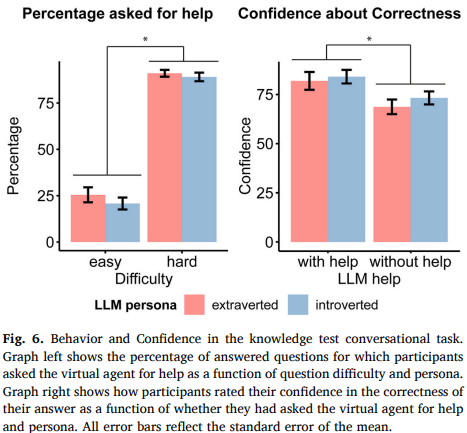 Percentage asked for help
Confidence about Correctness
*
*
Percentage
75
50
25
0
easy
hard
Difficulty
Confidence
75
50
25
0
with help
without help
LLM help
LLM persona extraverted introverted
Fig. 6. Behavior and Confidence in the knowledge test conversational task.
Graph left shows the percentage of answered questions for which participants
asked the virtual agent for help as a function of question difficulty and persona.
Graph right shows how participants rated their confidence in the correctness of
their answer as a function of whether they had asked the virtual agent for help
and persona. All error bars reflect the standard error of the mean.